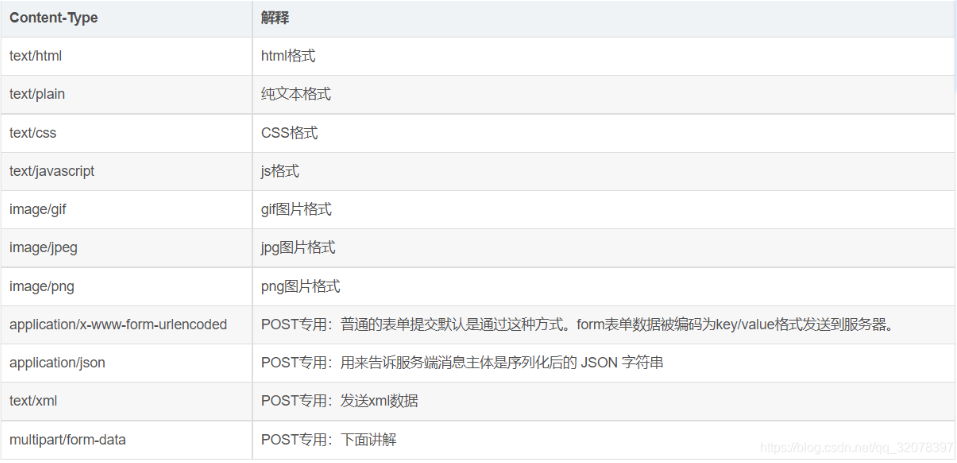 Content-Type 解释
text/html html格式
text/plain 纯文本格式
text/css CSS格式
text/javascript js格式
image/gif gif图片格式
image/jpeg jpg图片格式
image/png png图片格式
application/x-www-form-urlencoded POST专用：普通的表单提交默认是通过这种方式。form表单数据被编码为key/value格式发送到服务器。
application/json POST专用：用来告诉服务端消息主体是序列化后的 JSON 字符串
text/xml POST专用：发送xml数据
multipart/form-data POST专用：下面讲解
https://blog.csdn.net/qq_32078397